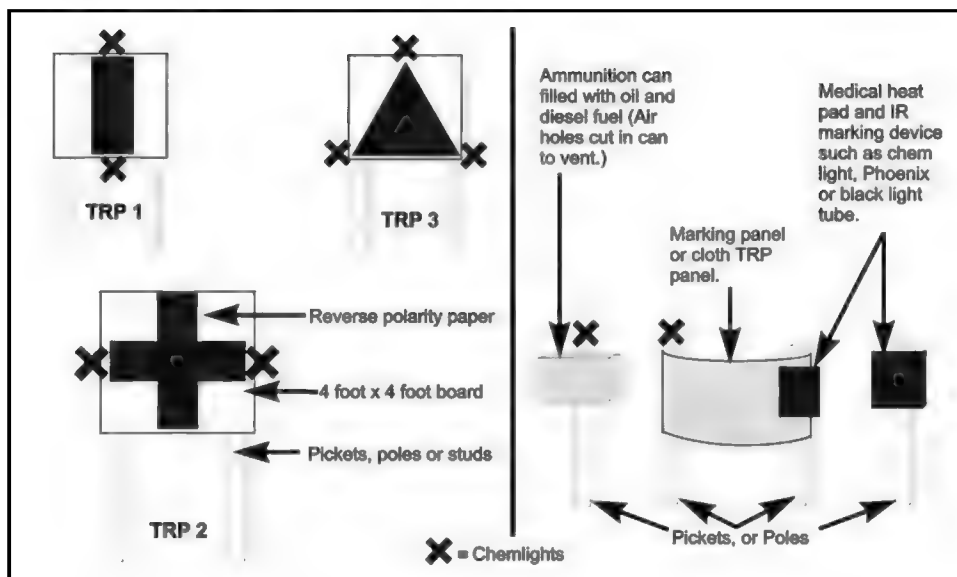 TRP 1
TRP 3
Reverse polarity paper
4 foot x 4 foot board
Pickets, poles or studs
TRP 2
= Chemlights
Ammunition can
filled with oil and
diesel fuel (Air
holes cut in can
to vent.)
Marking panel
or cloth TRP
panel.
Medical heat
pad and IR
marking device
such as chem
light, Phoenix
or black light
tube.
Pickets, or Poles